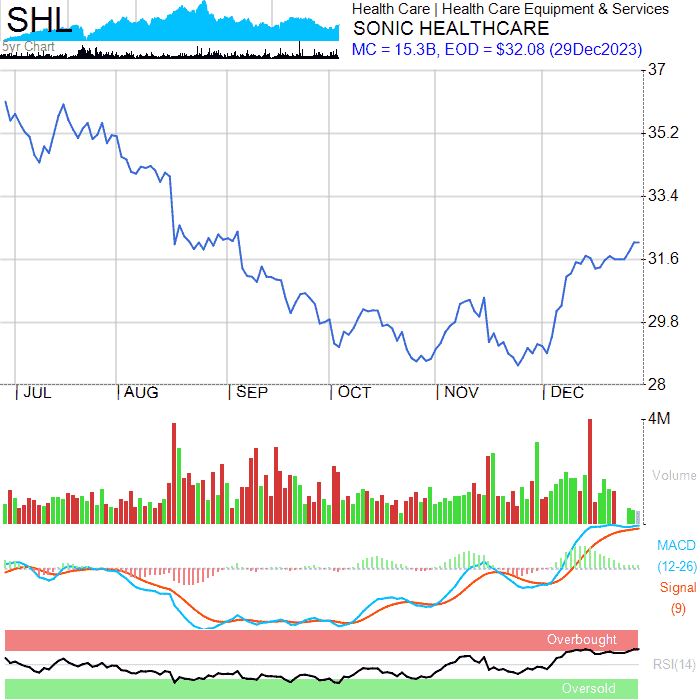 SHL
5yr Chart
Health Care | Health Care Equipment & Services
SONIC HEALTHCARE
MC = 15.3B, EOD = $32.08 (29Dec2023)
37
35.2
33.4
31.6
29.8
28
JUL
AUG
SEP
OCT
NOV
DEC
4M
Volume
MACD
(12-26)
Signal
(9)
Overbought
RSI(14)
Oversold